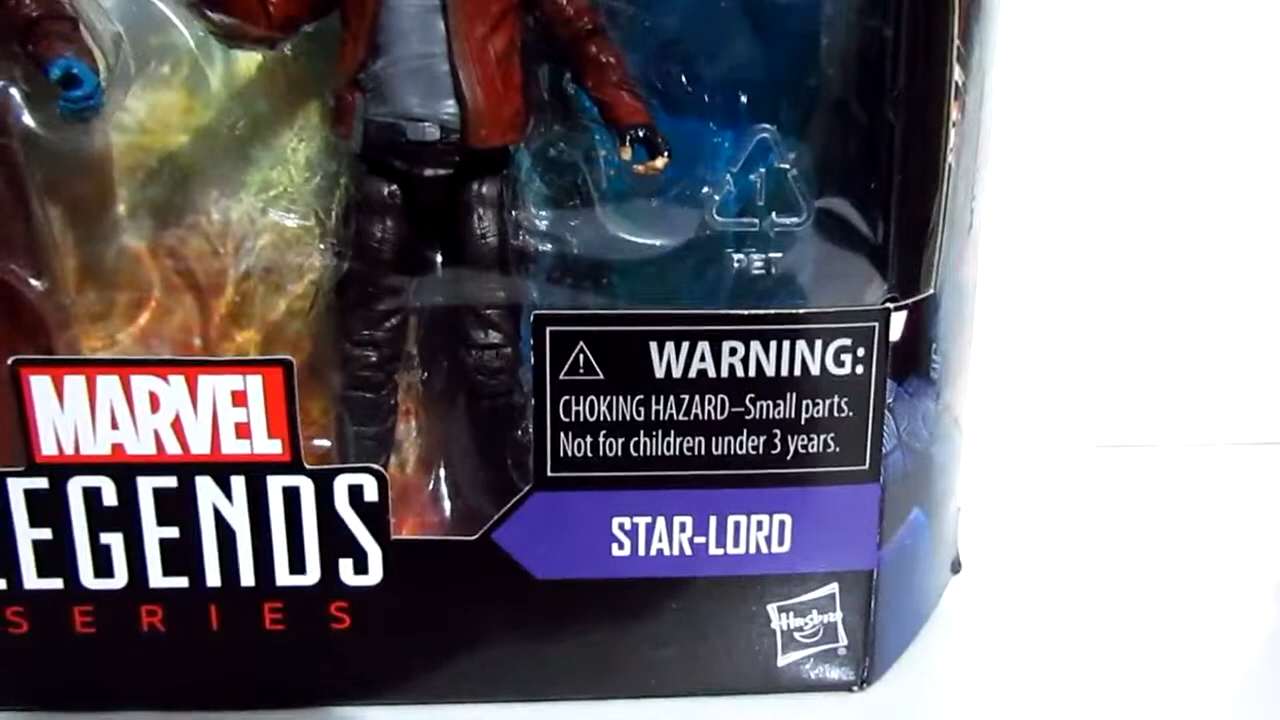 1
PET
WARNING:
CHOKING HAZARD–Small parts.
Not for children under 3 years.
MARVEL
LEGENDS
SERIES
STAR-LORD
Hasbro
®